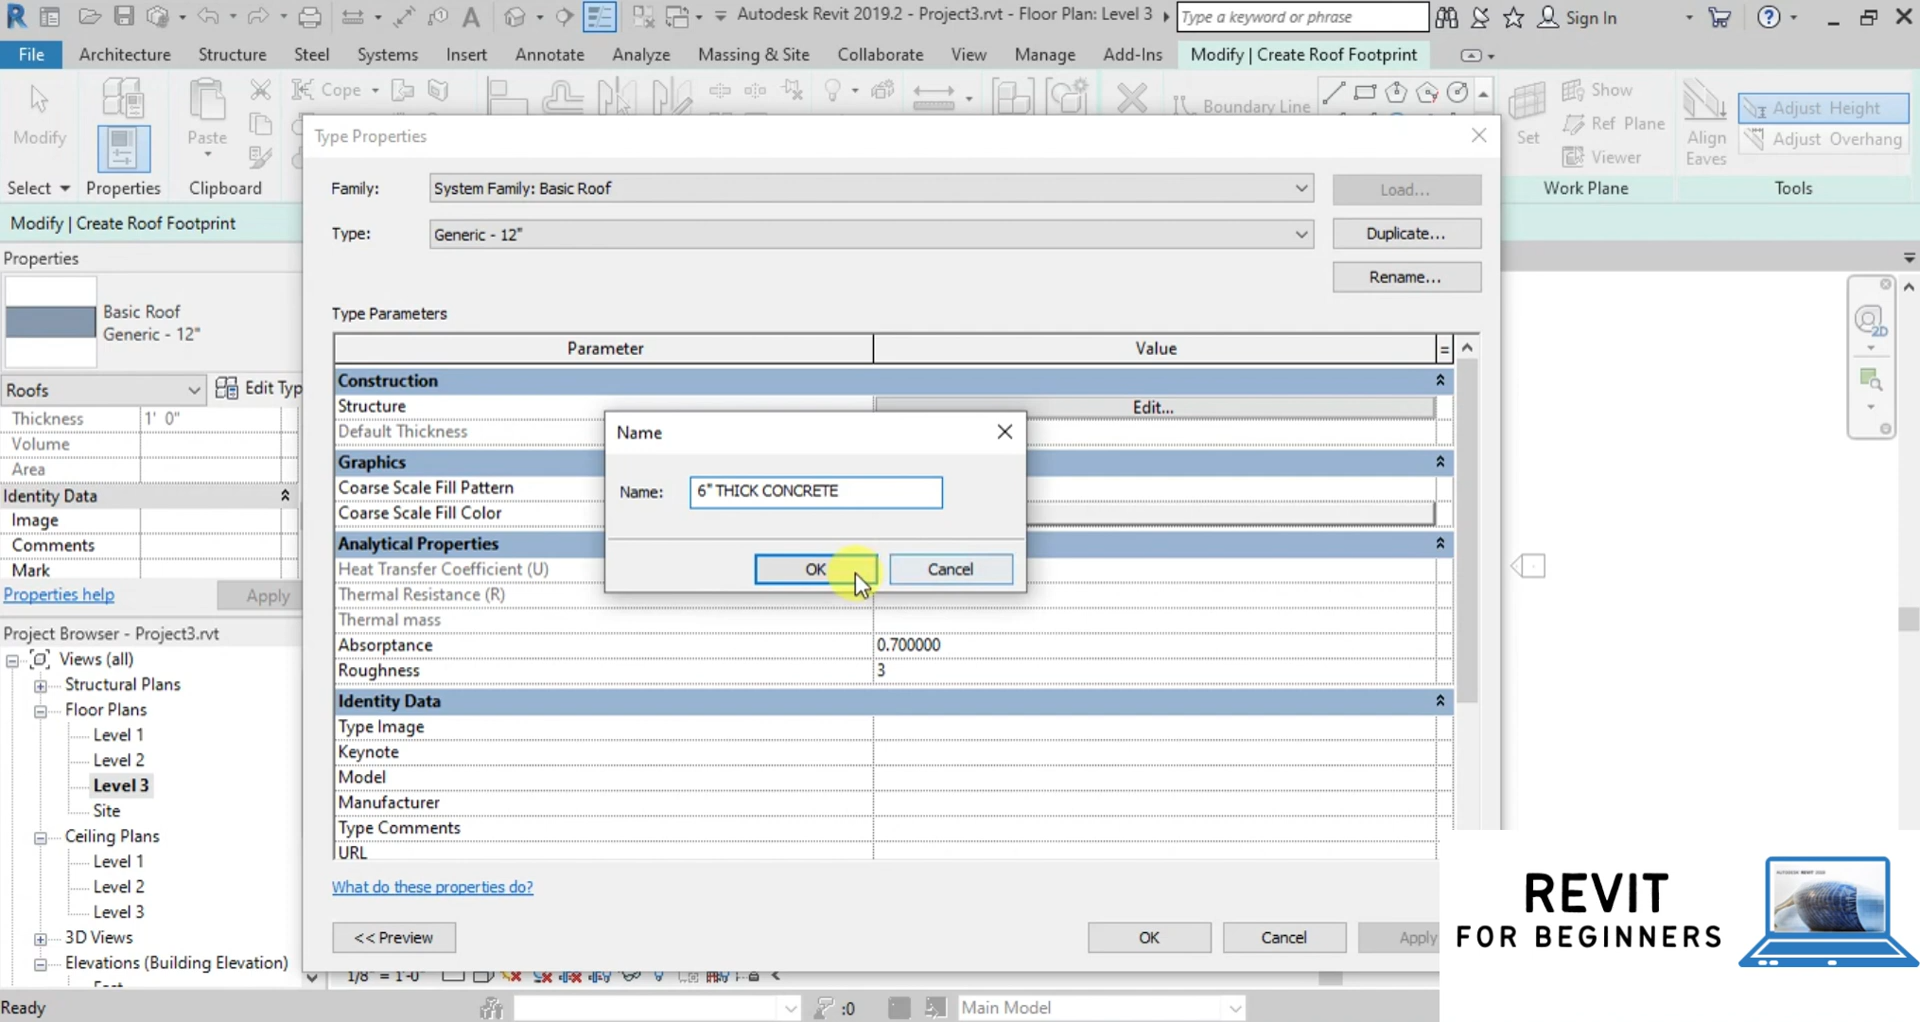 Autodesk Revit 2019.2 - Project3.rvt - Floor Plan: Level 3
Type a keyword or phrase
Sign In
File Architecture Structure Steel Systems Insert Annotate Analyze Massing & Site Collaborate View Manage Add-Ins Modify | Create Roof Footprint
Modify
Paste
Cope
Boundary Line
Set
Show
Ref Plane
Viewer
Align
Eaves
Adjust Height
Adjust Overhang
Select Properties Clipboard Work Plane Tools
Modify | Create Roof Footprint
Properties
Basic Roof
Generic - 12"
Roofs Edit Typ
Thickness 1' 0"
Volume
Area
Identity Data
Image
Comments
Mark
Properties help Apply
Project Browser - Project3.rvt
Views (all)
Structural Plans
Floor Plans
Level 1
Level 2
Level 3
Site
Ceiling Plans
Level 1
Level 2
Level 3
3D Views
Elevations (Building Elevation)
Type Properties
Family: System Family: Basic Roof Load...
Type: Generic - 12" Duplicate...
Rename...
Type Parameters
Parameter Value =
Construction
Structure Edit...
Default Thickness
Graphics
Coarse Scale Fill Pattern
Coarse Scale Fill Color
Analytical Properties
Heat Transfer Coefficient (U)
Thermal Resistance (R)
Thermal mass
Absorptance 0.700000
Roughness 3
Identity Data
Type Image
Keynote
Model
Manufacturer
Type Comments
URL
What do these properties do?
<< Preview OK Cancel Apply
Name
Name: 6" THICK CONCRETE
OK Cancel
2D
1/8" = 1'-0"
Ready :0 Main Model
REVIT
FOR BEGINNERS